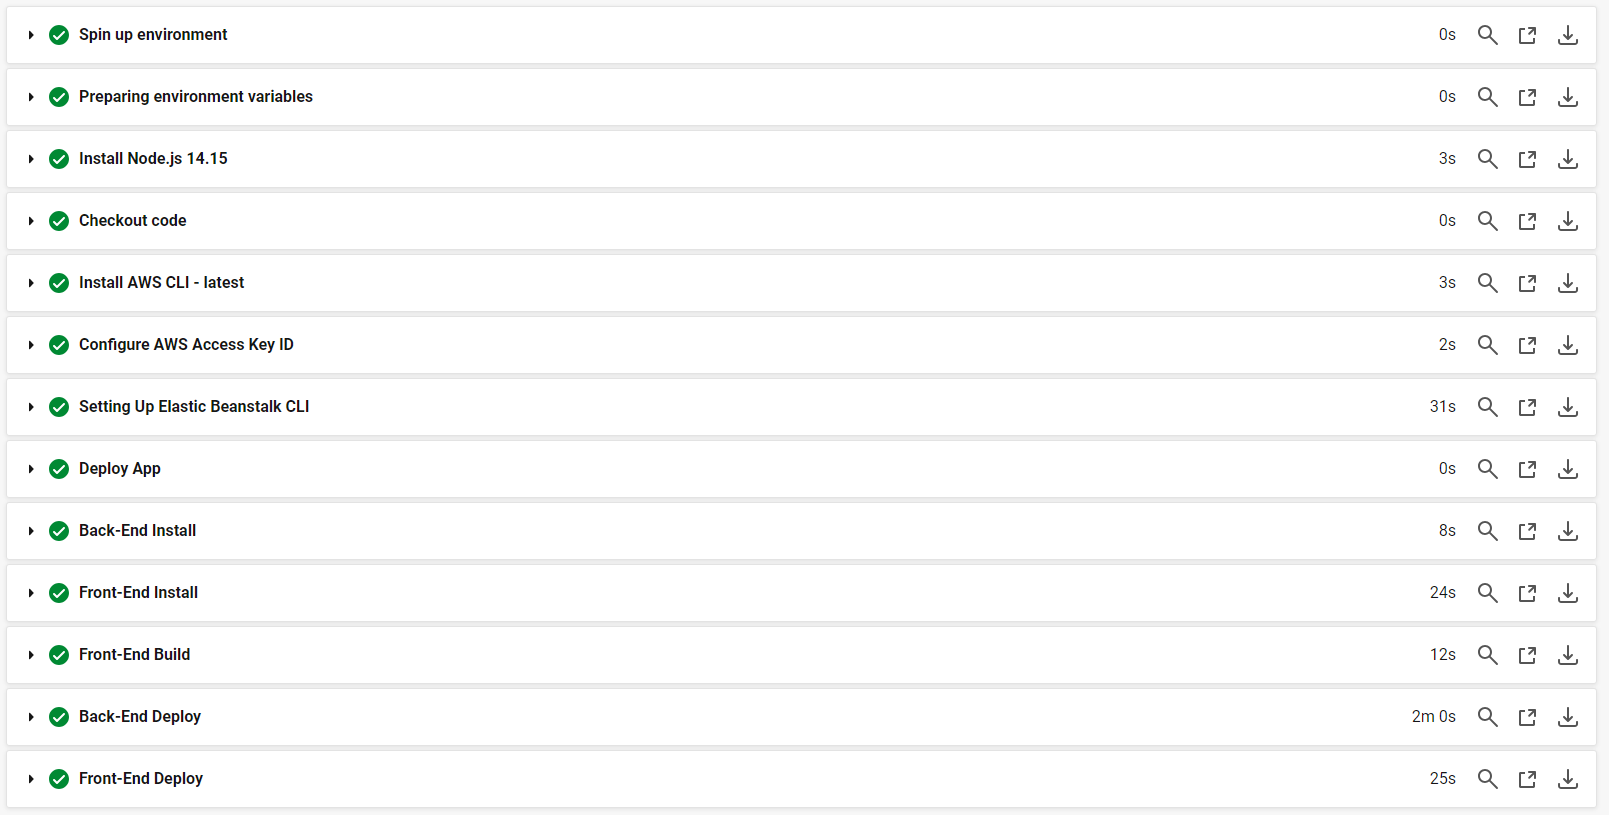 Spin up environment 0s
Preparing environment variables 0s
Install Node.js 14.15 3s
Checkout code 0s
Install AWS CLI - latest 3s
Configure AWS Access Key ID 2s
Setting Up Elastic Beanstalk CLI 31s
Deploy App 0s
Back-End Install 8s
Front-End Install 24s
Front-End Build 12s
Back-End Deploy 2m 0s
Front-End Deploy 25s